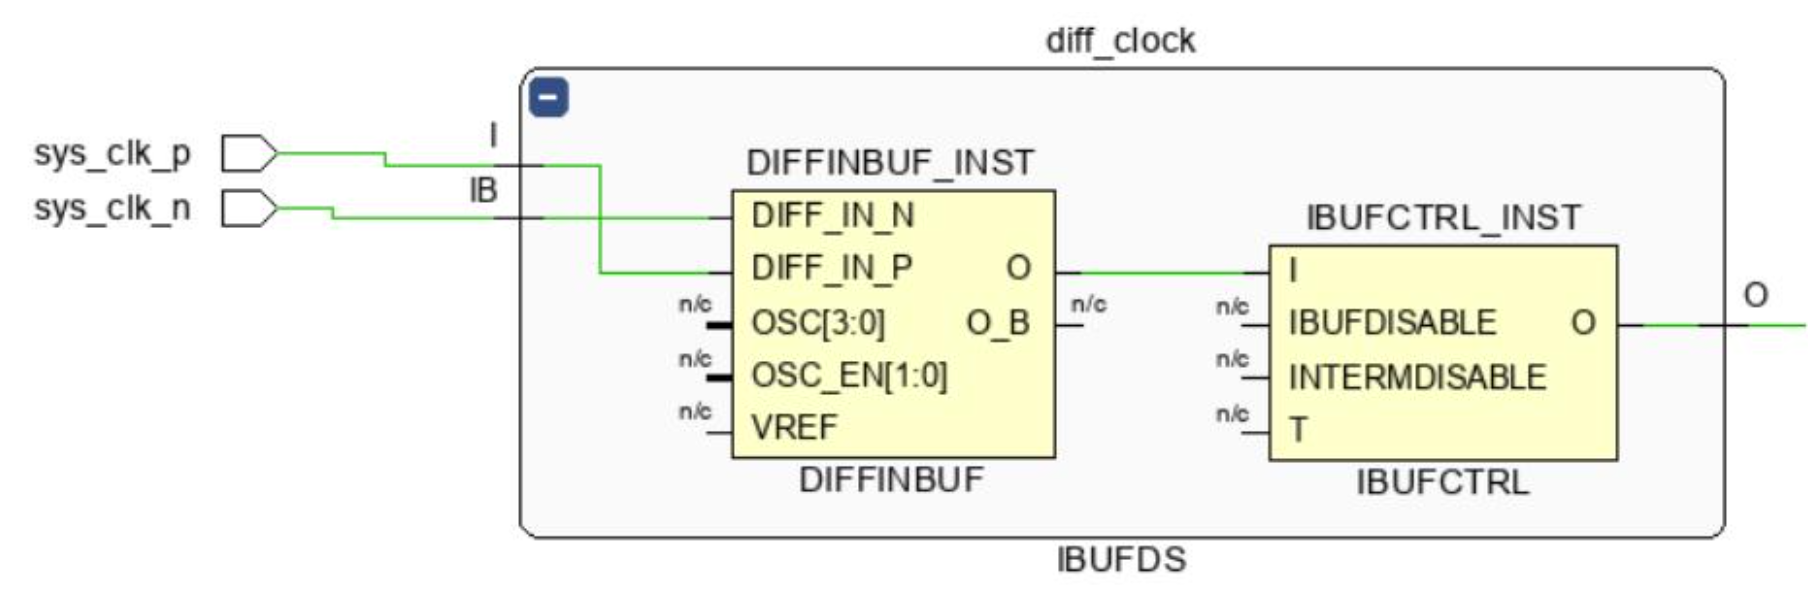 diff_clock
sys_clk_p
I
sys_clk_n
IB
DIFFINBUF_INST
DIFF_IN_N
DIFF_IN_P O
n/c OSC[3:0] O_B n/c
n/c OSC_EN[1:0]
n/c VREF
DIFFINBUF
IBUFCTRL_INST
I
n/c IBUFDISABLE O
n/c INTERMDISABLE
n/c T
IBUFCTRL
O
IBUFDS